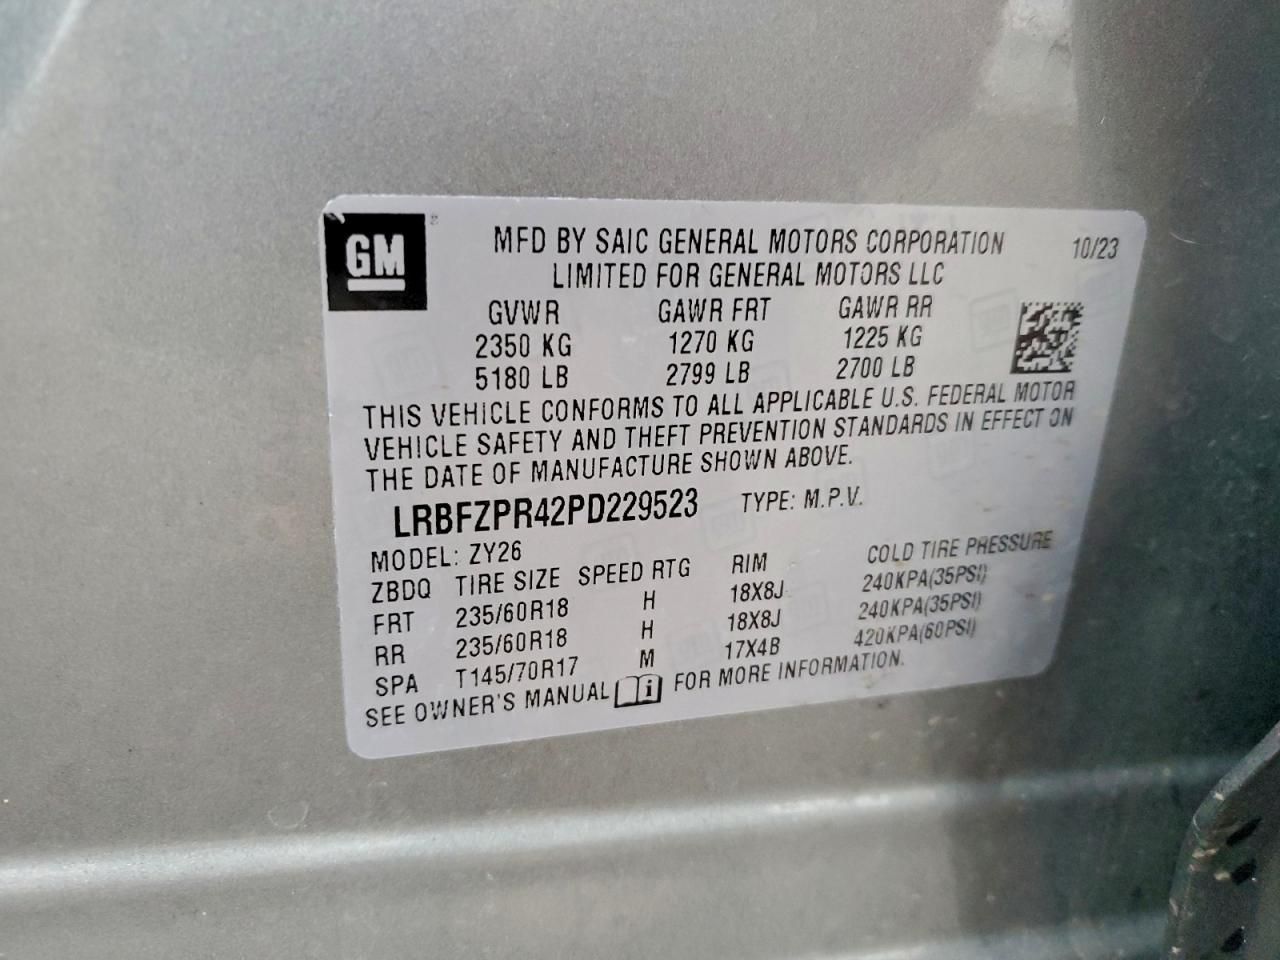 GM
MFD BY SAIC GENERAL MOTORS CORPORATION 10/23
LIMITED FOR GENERAL MOTORS LLC
GVWR GAWR FRT GAWR RR
2350 KG 1270 KG 1225 KG
5180 LB 2799 LB 2700 LB
THIS VEHICLE CONFORMS TO ALL APPLICABLE U.S. FEDERAL MOTOR
VEHICLE SAFETY AND THEFT PREVENTION STANDARDS IN EFFECT ON
THE DATE OF MANUFACTURE SHOWN ABOVE.
LRBFZPR42PD229523 TYPE: M.P.V.
MODEL: ZY26
ZBDQ TIRE SIZE SPEED RTG RIM COLD TIRE PRESSURE
FRT 235/60R18 H 18X8J 240KPA(35PSI)
RR 235/60R18 H 18X8J 240KPA(35PSI)
SPA T145/70R17 M 17X4B 420KPA(60PSI)
SEE OWNER'S MANUAL i FOR MORE INFORMATION.